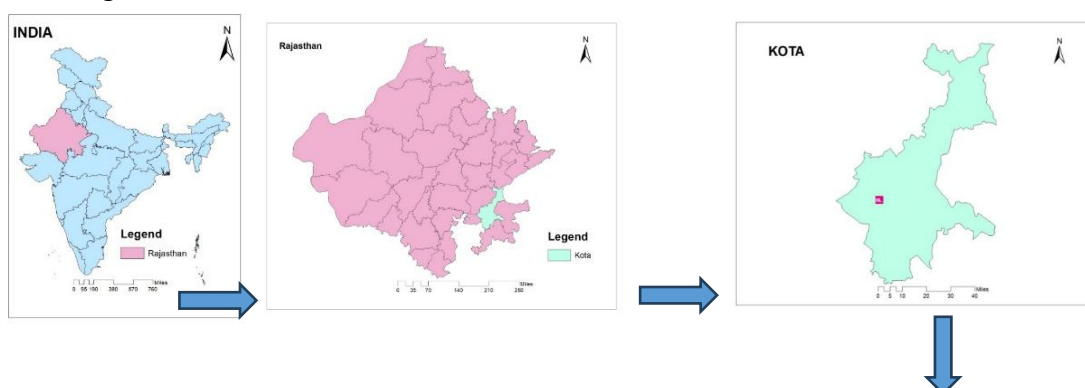 INDIA
N
Legend
Rajasthan
Miles
0 95 190 380 570 760
Rajasthan
N
Legend
Kota
Miles
0 35 70 140 210 280
KOTA
N
Miles
0 5 10 20 30 40